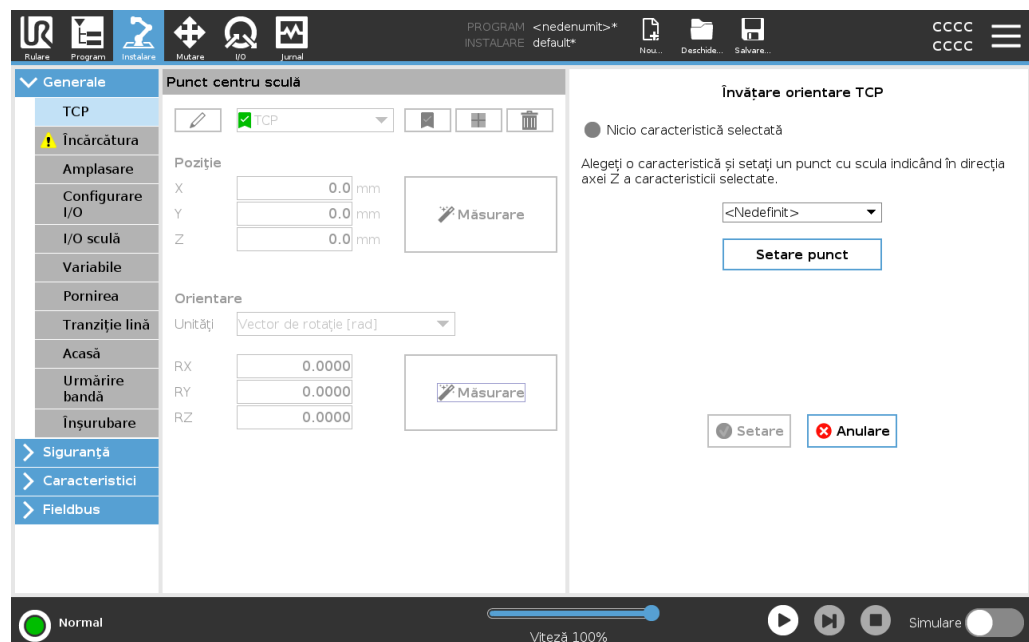 UR
Rulare
Program
Instalare
Mutare
I/O
Jurnal
PROGRAM <nedenumit>*
INSTALARE default*
Nou...
Deschide...
Salvare...
CCCC
CCCC
Generale
TCP
Încărcătura
Amplasare
Configurare
I/O
I/O sculă
Variabile
Pornirea
Tranziție lină
Acasă
Urmărire
bandă
Înșurubare
Siguranță
Caracteristici
Fieldbus
Punct centru sculă
TCP
Poziție
X 0.0 mm
Y 0.0 mm
Z 0.0 mm
Măsurare
Orientare
Unități Vector de rotație [rad]
RX 0.0000
RY 0.0000
RZ 0.0000
Măsurare
Învățare orientare TCP
Nicio caracteristică selectată
Alegeți o caracteristică și setați un punct cu scula indicând în direcția
axei Z a caracteristicii selectate.
<Nedefinit>
Setare punct
Setare
Anulare
Normal
Viteză 100%
Simulare